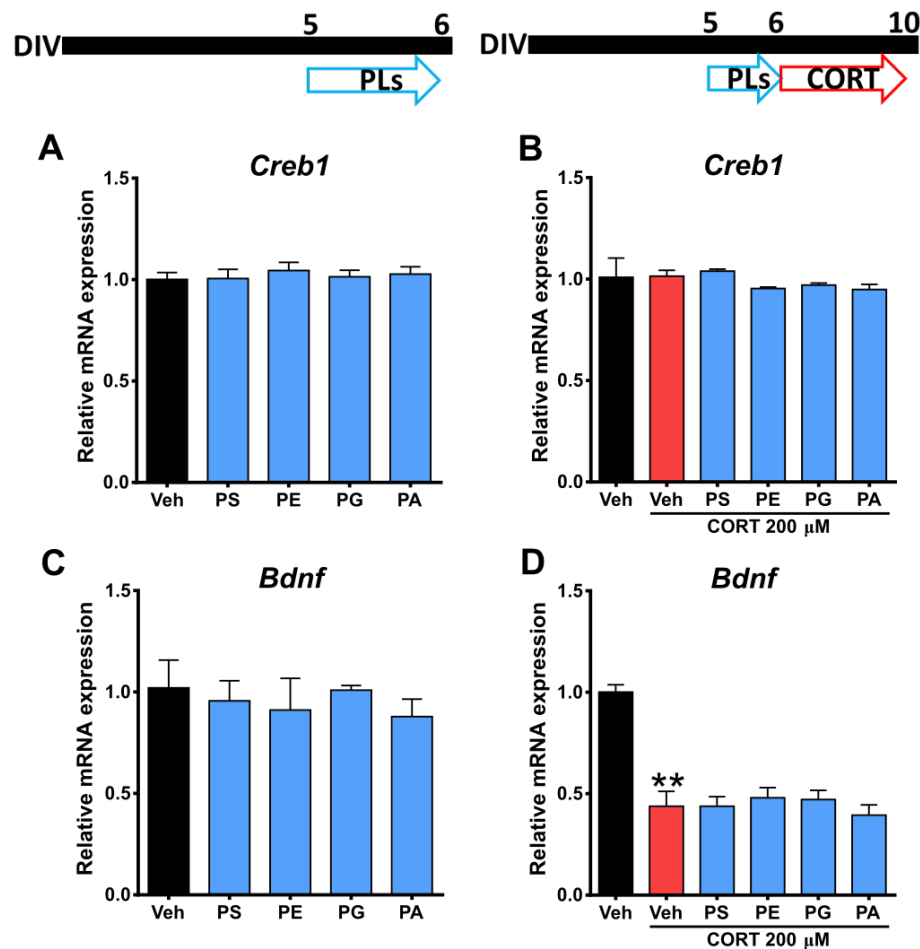 5 6
DIV
PLs
5 6 10
DIV
PLs CORT
A
Creb1
Relative mRNA expression
1.5
1.0
0.5
0.0
Veh PS PE PG PA
B
Creb1
Relative mRNA expression
1.5
1.0
0.5
0.0
Veh Veh PS PE PG PA
CORT 200 μM
C
Bdnf
Relative mRNA expression
1.5
1.0
0.5
0.0
Veh PS PE PG PA
D
Bdnf
Relative mRNA expression
1.5
1.0
0.5
0.0
**
Veh Veh PS PE PG PA
CORT 200 μM